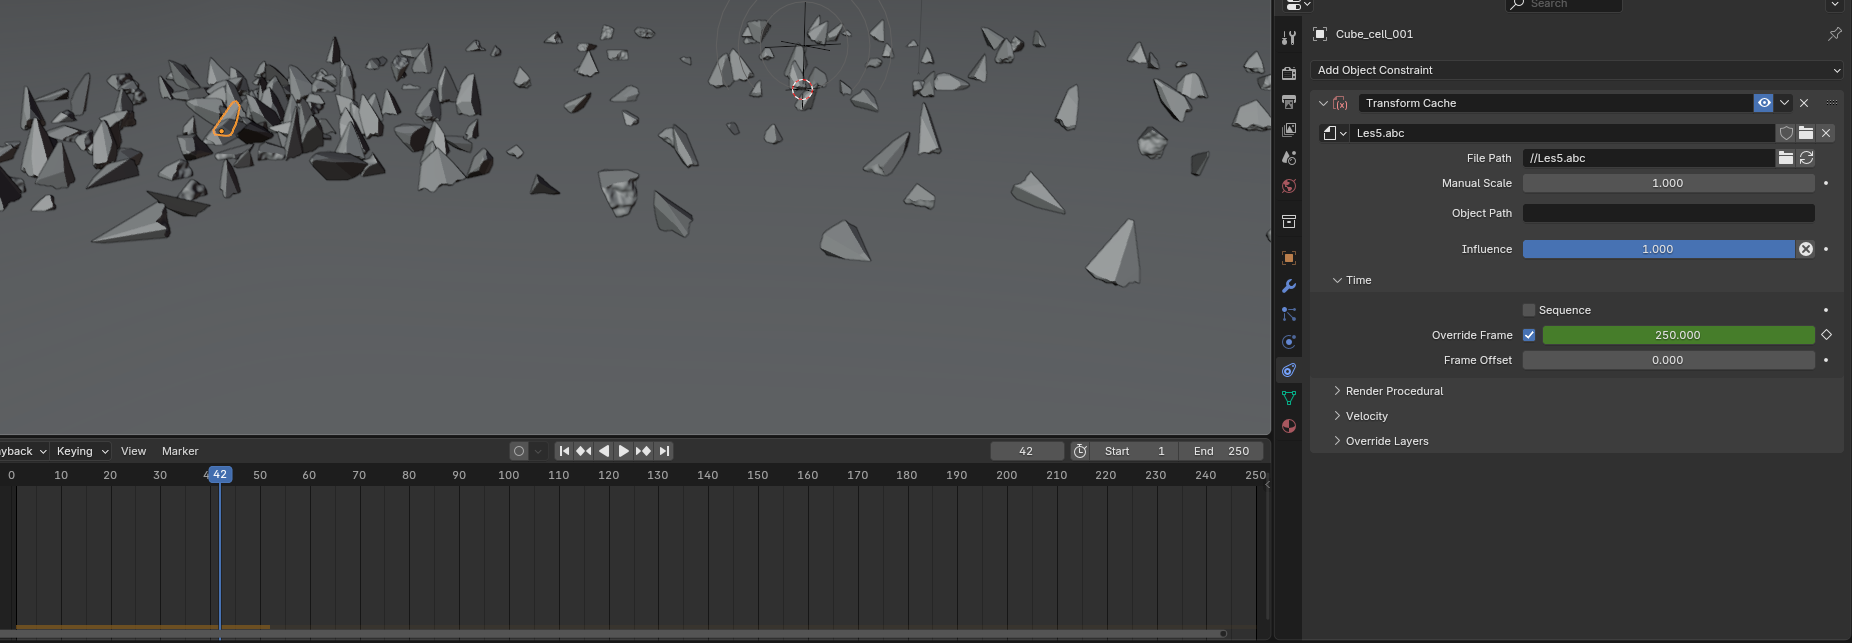 Search
Cube_cell_001
Add Object Constraint
Transform Cache
Les5.abc
File Path //Les5.abc
Manual Scale 1.000
Object Path
Influence 1.000
Time
Sequence
Override Frame 250.000
Frame Offset 0.000
Render Procedural
Velocity
Override Layers
yback Keying View Marker 42 Start 1 End 250
0 10 20 30 4 42 50 60 70 80 90 100 110 120 130 140 150 160 170 180 190 200 210 220 230 240 250